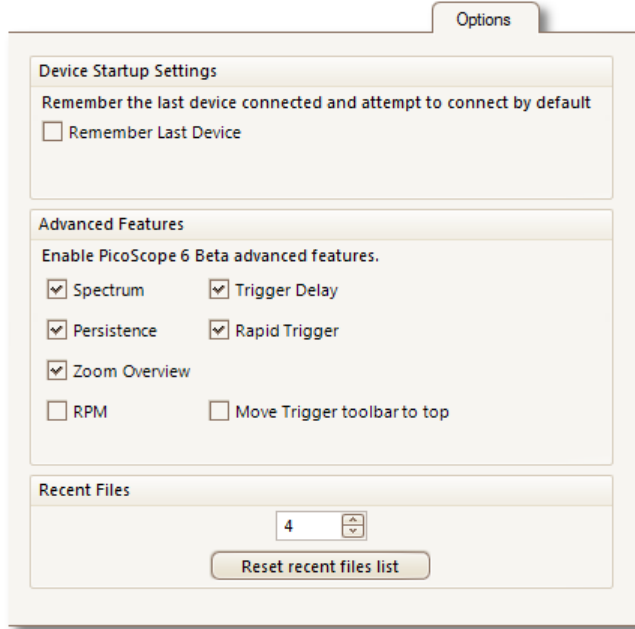 Options
Device Startup Settings
Remember the last device connected and attempt to connect by default
Remember Last Device
Advanced Features
Enable PicoScope 6 Beta advanced features.
Spectrum Trigger Delay
Persistence Rapid Trigger
Zoom Overview
RPM Move Trigger toolbar to top
Recent Files
4
Reset recent files list